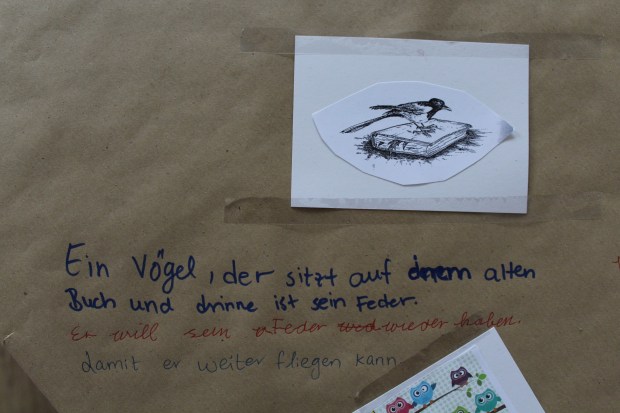 Ein Vögel, der sitzt auf einem alten
Buch und drinne ist sein Feder.
Er will sein Feder wieder haben.
damit er weiter fliegen kann.